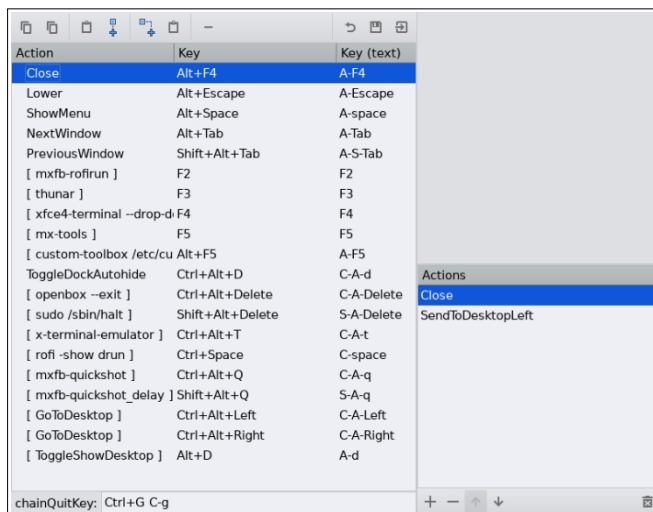 Action Key Key (text)
Close Alt+F4 A-F4
Lower Alt+Escape A-Escape
ShowMenu Alt+Space A-space
NextWindow Alt+Tab A-Tab
PreviousWindow Shift+Alt+Tab A-S-Tab
[ mxfb-rofirun ] F2 F2
[ thunar ] F3 F3
[ xfce4-terminal --drop-d F4 F4
[ mx-tools ] F5 F5
[ custom-toolbox /etc/cu Alt+F5 A-F5
ToggleDockAutohide Ctrl+Alt+D C-A-d
[ openbox --exit ] Ctrl+Alt+Delete C-A-Delete
[ sudo /sbin/halt ] Shift+Alt+Delete S-A-Delete
[ x-terminal-emulator ] Ctrl+Alt+T C-A-t
[ rofi -show drun ] Ctrl+Space C-space
[ mxfb-quickshot ] Ctrl+Alt+Q C-A-q
[ mxfb-quickshot_delay ] Shift+Alt+Q S-A-q
[ GoToDesktop ] Ctrl+Alt+Left C-A-Left
[ GoToDesktop ] Ctrl+Alt+Right C-A-Right
[ ToggleShowDesktop ] Alt+D A-d
chainQuitKey: Ctrl+G C-g
Actions
Close
SendToDesktopLeft